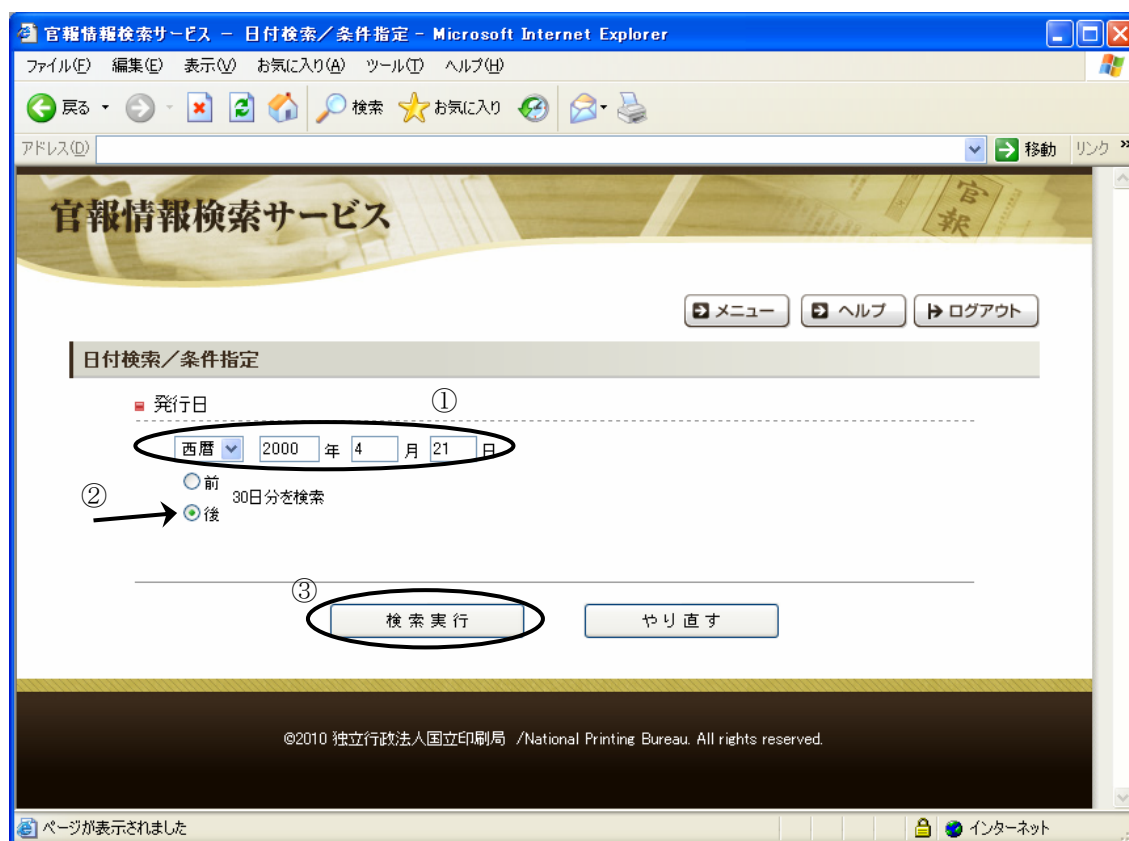 官報情報検索サービス － 日付検索／条件指定 - Microsoft Internet Explorer
ファイル(F) 編集(E) 表示(V) お気に入り(A) ツール(T) ヘルプ(H)
戻る 検索 お気に入り
アドレス(D) 移動 リンク »
官報情報検索サービス
官報
メニュー ヘルプ ログアウト
日付検索／条件指定
発行日 ①
西暦 2000 年 4 月 21 日
前
② 30日分を検索
後
③
検索実行 やり直す
©2010 独立行政法人国立印刷局 /National Printing Bureau. All rights reserved.
ページが表示されました インターネット